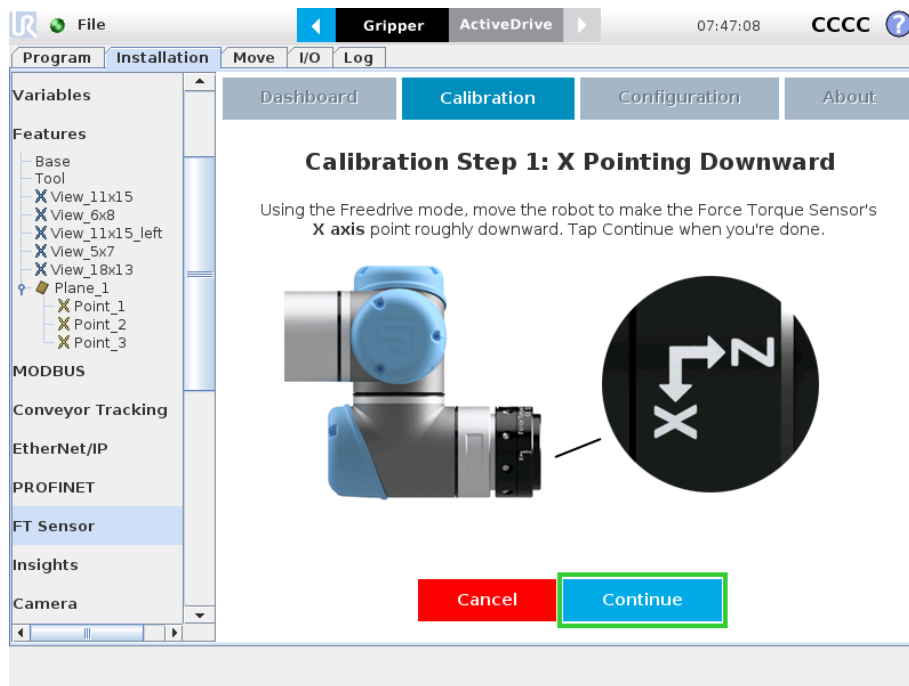 UR File Gripper ActiveDrive 07:47:08 CCCC ?
Program Installation Move I/O Log
Variables
Features
Base
Tool
View_11x15
View_6x8
View_11x15_left
View_5x7
View_18x13
Plane_1
Point_1
Point_2
Point_3
MODBUS
Conveyor Tracking
EtherNet/IP
PROFINET
FT Sensor
Insights
Camera
Dashboard Calibration Configuration About
Calibration Step 1: X Pointing Downward
Using the Freedrive mode, move the robot to make the Force Torque Sensor's
X axis point roughly downward. Tap Continue when you're done.
Z
X
Cancel Continue